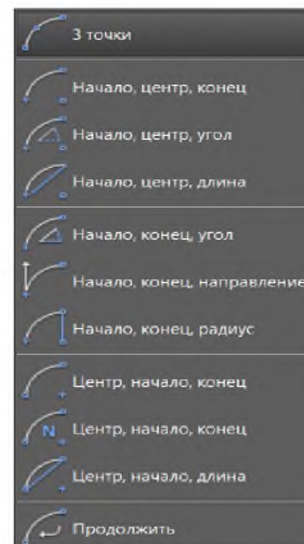 3 точки
Начало, центр, конец
Начало, центр, угол
Начало, центр, длина
Начало, конец, угол
Начало, конец, направление
Начало, конец, радиус
Центр, начало, конец
N Центр, начало, конец
Центр, начало, длина
Продолжить